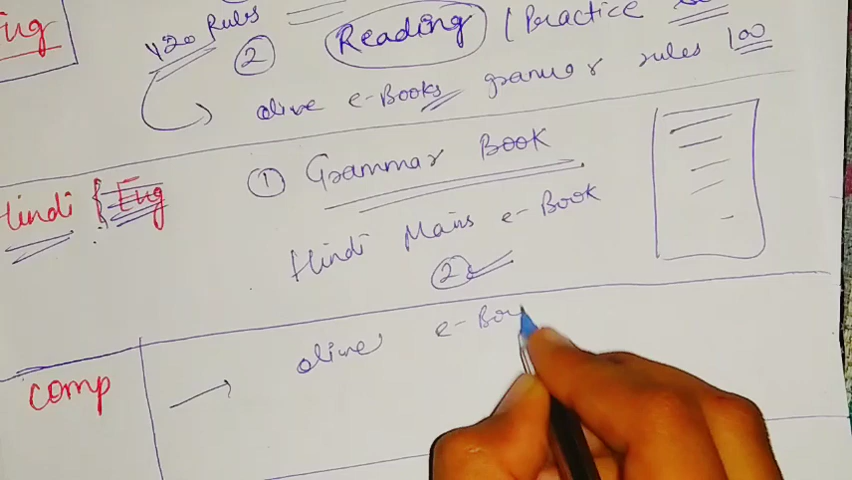 Eng
120 Rules
② Reading | Practice
olive e-Books grammar rules 100
Hindi { Eng
① Grammar Book
Hindi Mains e-Book
②
comp → olive e-Boo